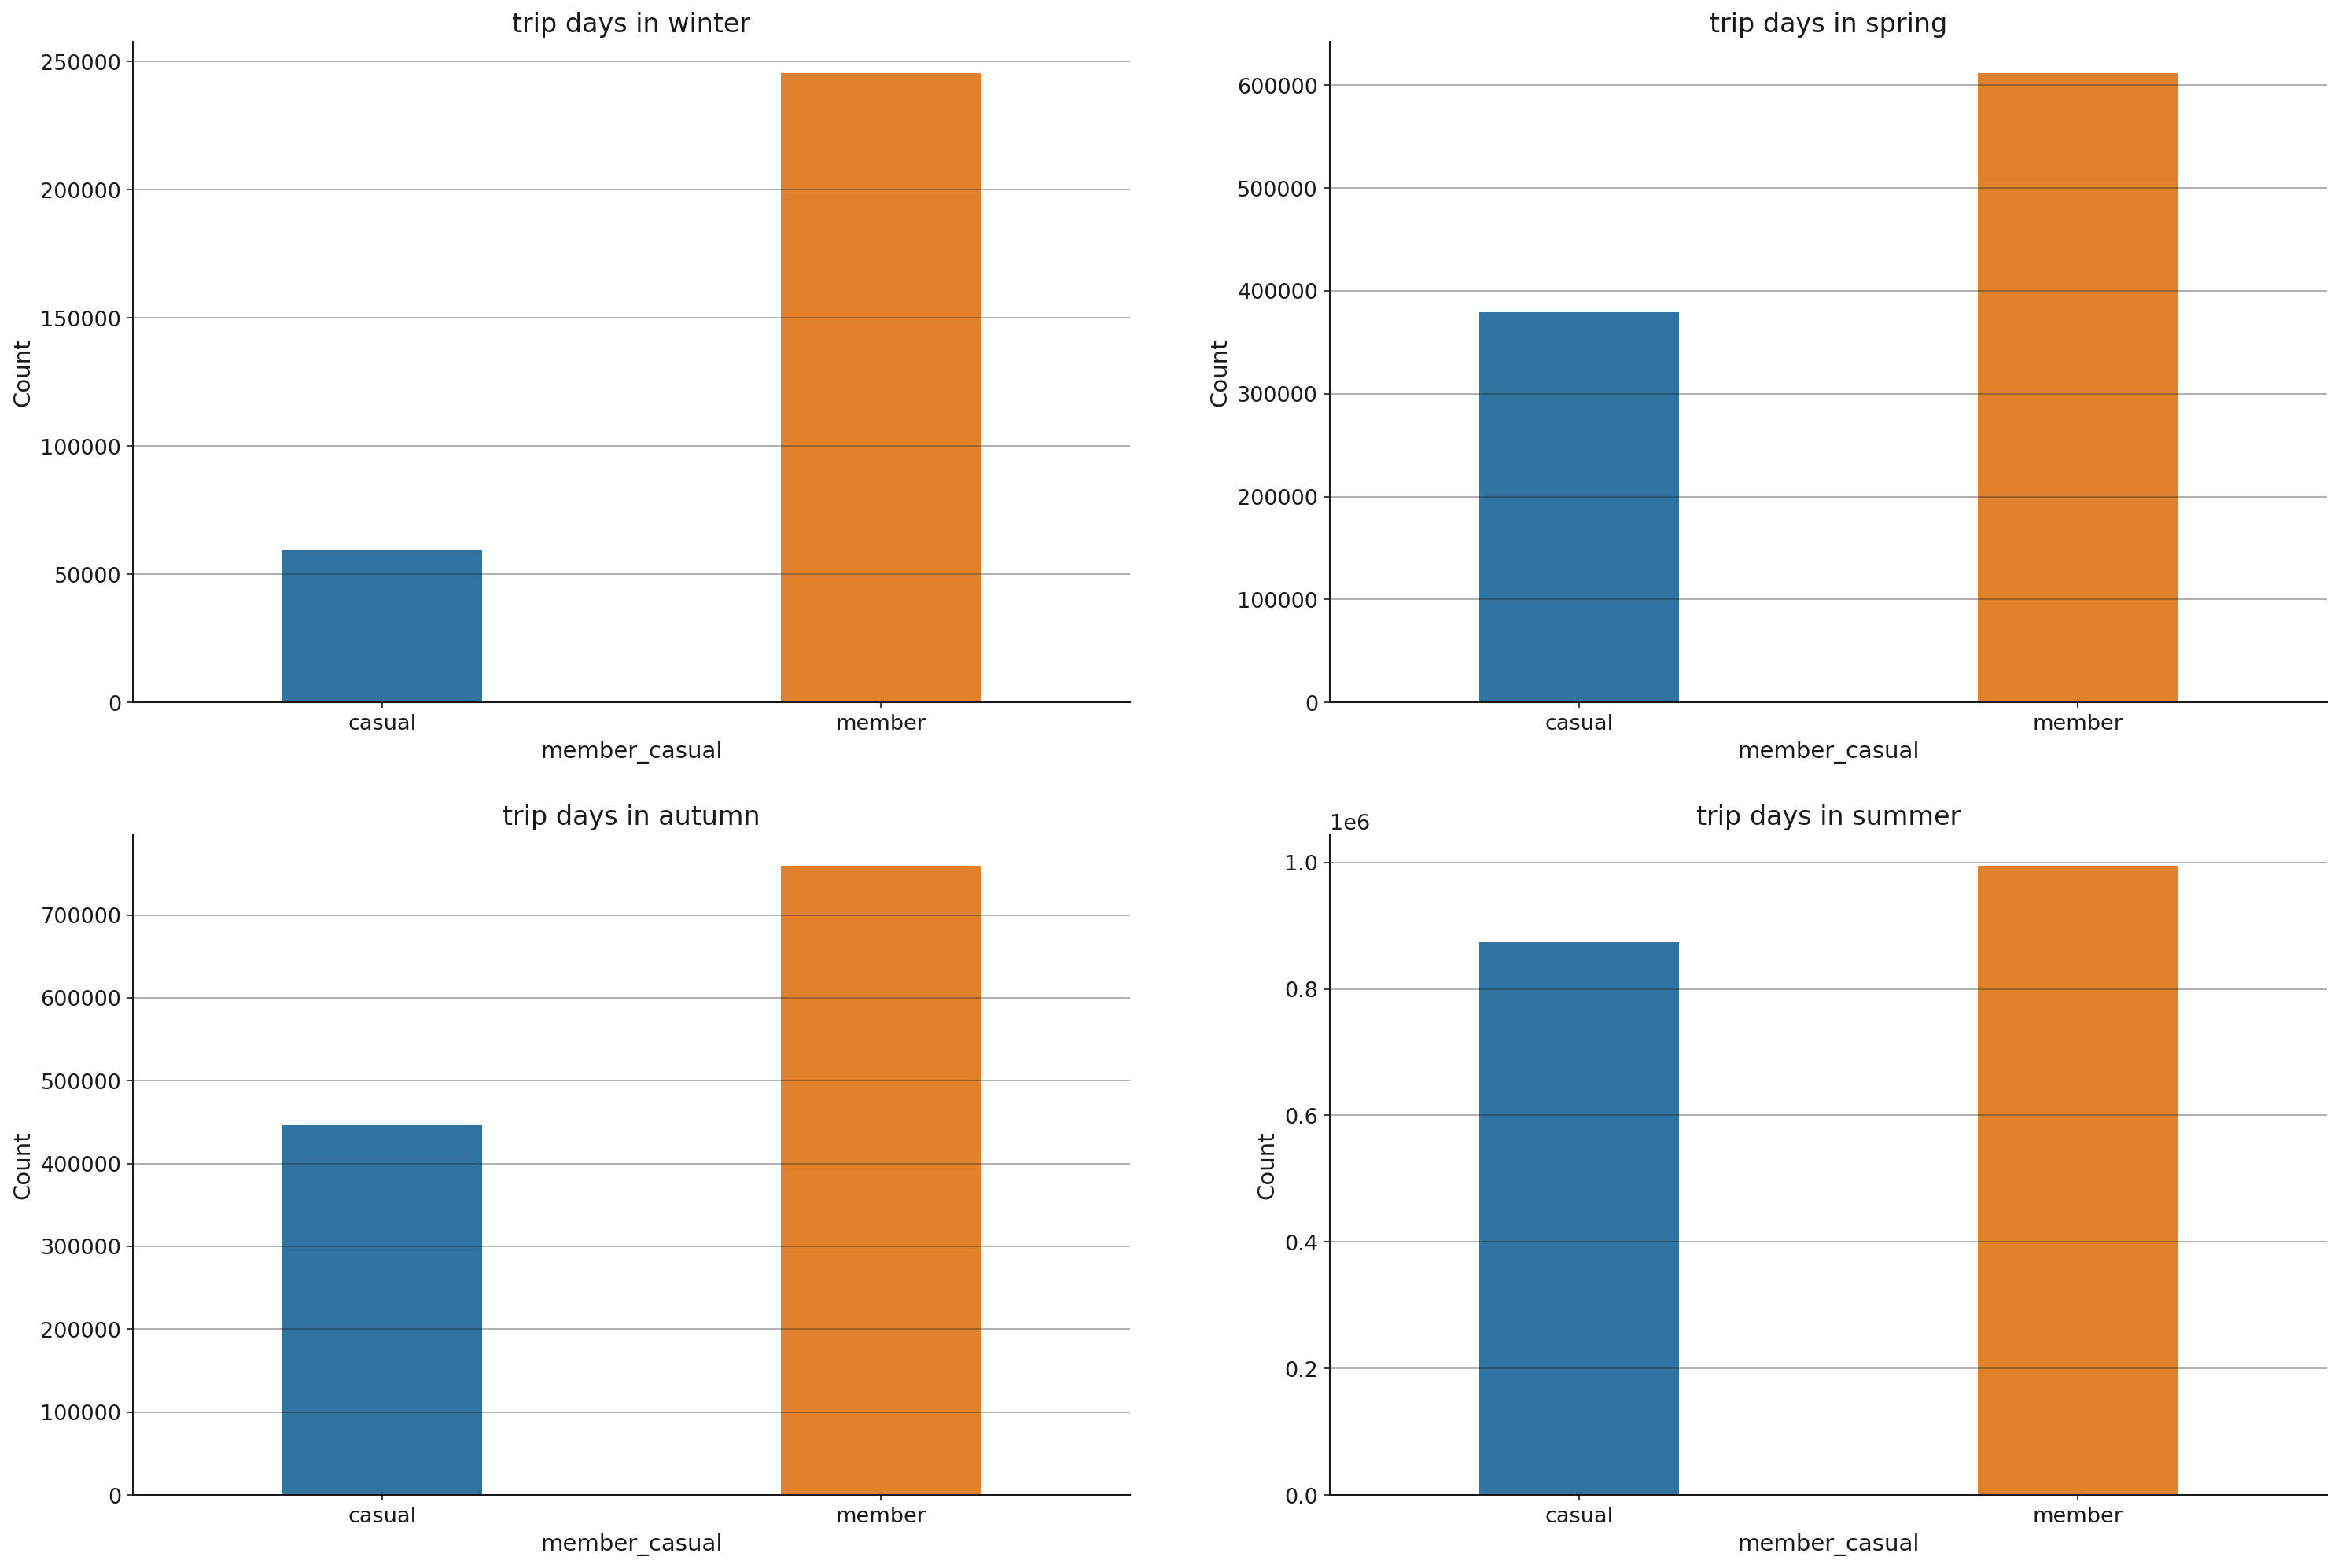 trip days in winter
250000
200000
150000
100000
50000
0
Count
casual member
member_casual
trip days in spring
600000
500000
400000
300000
200000
100000
0
Count
casual member
member_casual
trip days in autumn
700000
600000
500000
400000
300000
200000
100000
0
Count
casual member
member_casual
trip days in summer
1e6
1.0
0.8
0.6
0.4
0.2
0.0
Count
casual member
member_casual